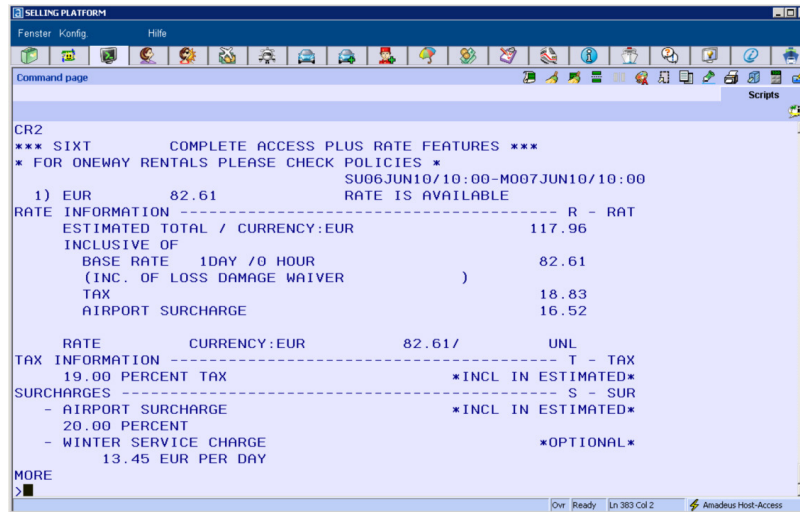 SELLING PLATFORM
Fenster Konfig. Hilfe
Command page
Scripts
CR2
*** SIXT COMPLETE ACCESS PLUS RATE FEATURES ***
* FOR ONEWAY RENTALS PLEASE CHECK POLICIES *
SU06JUN10/10:00-MO07JUN10/10:00
1) EUR 82.61 RATE IS AVAILABLE
RATE INFORMATION ----------------------------------------------- R - RAT
ESTIMATED TOTAL / CURRENCY:EUR 117.96
INCLUSIVE OF
BASE RATE 1DAY /0 HOUR 82.61
(INC. OF LOSS DAMAGE WAIVER )
TAX 18.83
AIRPORT SURCHARGE 16.52
RATE CURRENCY:EUR 82.61/ UNL
TAX INFORMATION ------------------------------------------------ T - TAX
19.00 PERCENT TAX *INCL IN ESTIMATED*
SURCHARGES ----------------------------------------------------- S - SUR
- AIRPORT SURCHARGE *INCL IN ESTIMATED*
20.00 PERCENT
- WINTER SERVICE CHARGE *OPTIONAL*
13.45 EUR PER DAY
MORE
>
Ovr Ready Ln 383 Col 2 Amadeus Host-Access